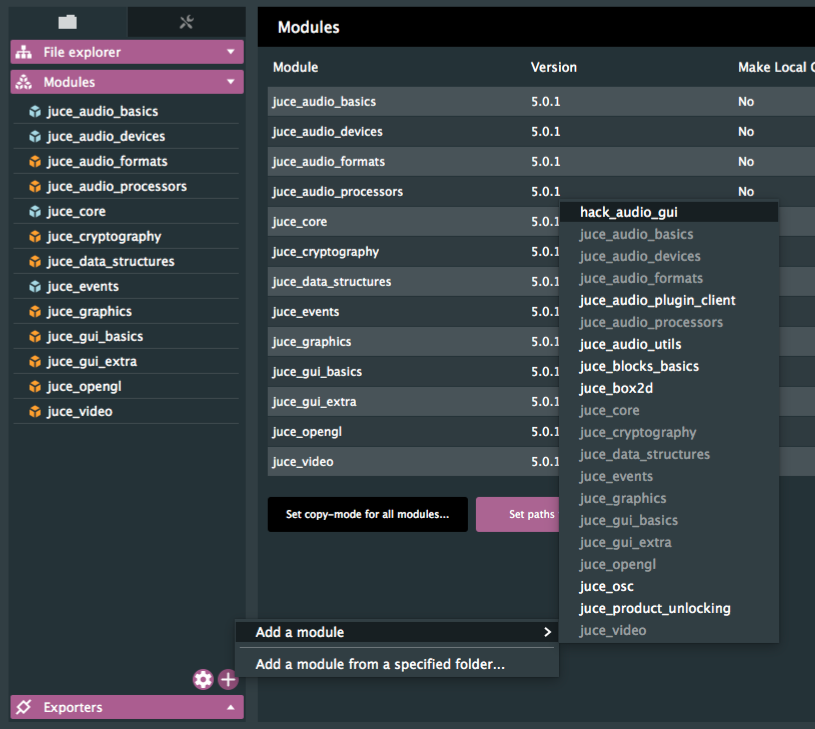 File explorer
Modules
juce_audio_basics
juce_audio_devices
juce_audio_formats
juce_audio_processors
juce_core
juce_cryptography
juce_data_structures
juce_events
juce_graphics
juce_gui_basics
juce_gui_extra
juce_opengl
juce_video
Exporters
Modules
Module Version Make Local C
juce_audio_basics 5.0.1 No
juce_audio_devices 5.0.1 No
juce_audio_formats 5.0.1 No
juce_audio_processors 5.0.1 No
juce_core 5.0.1
juce_cryptography 5.0.1
juce_data_structures 5.0.1
juce_events 5.0.1
juce_graphics 5.0.1
juce_gui_basics 5.0.1
juce_gui_extra 5.0.1
juce_opengl 5.0.1
juce_video 5.0.1
Set copy-mode for all modules... Set paths
Add a module
Add a module from a specified folder...
hack_audio_gui
juce_audio_basics
juce_audio_devices
juce_audio_formats
juce_audio_plugin_client
juce_audio_processors
juce_audio_utils
juce_blocks_basics
juce_box2d
juce_core
juce_cryptography
juce_data_structures
juce_events
juce_graphics
juce_gui_basics
juce_gui_extra
juce_opengl
juce_osc
juce_product_unlocking
juce_video